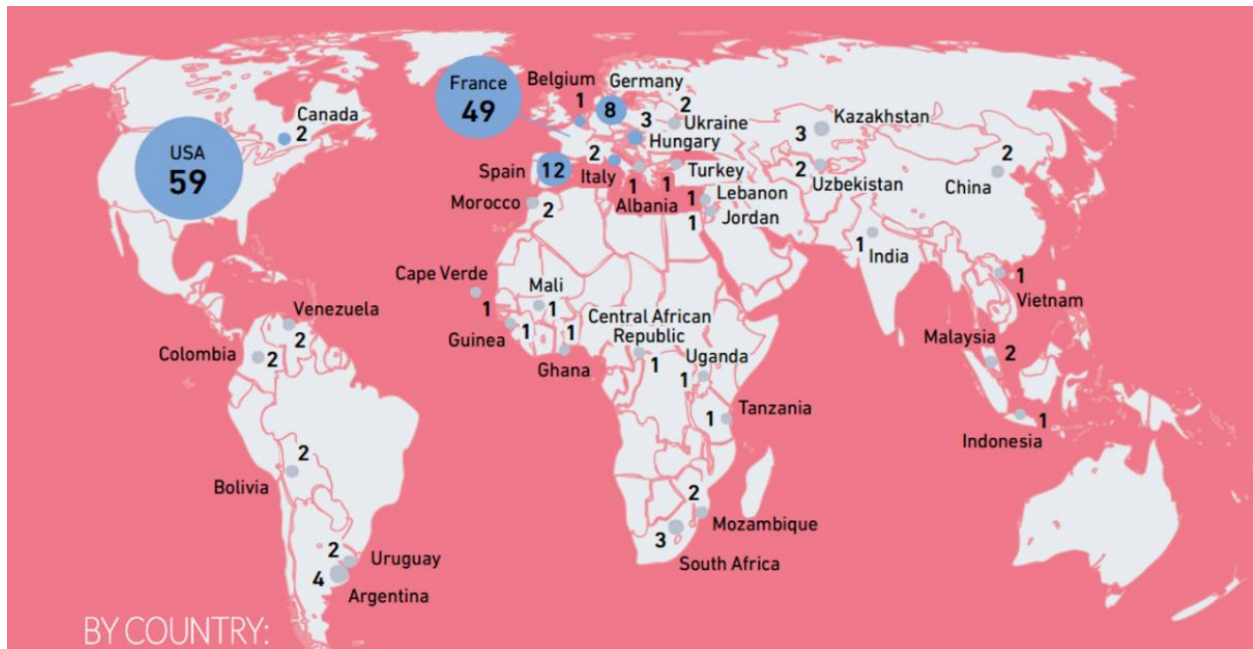 Belgium
1
Germany
8
France
49
Canada
2
USA
59
2
Ukraine
3
Hungary
Kazakhstan
3
2
China
2
Uzbekistan
Spain
12
2
Italy
1
Albania
1
Turkey
1
Lebanon
1
Jordan
Morocco
2
1
India
Cape Verde
1
Mali
1
Guinea
1
1
Ghana
Central African
Republic
1
Uganda
1
1
Vietnam
Malaysia
2
Venezuela
2
Colombia
2
1
Tanzania
1
Indonesia
2
Bolivia
2
Mozambique
3
South Africa
2
Uruguay
4
Argentina
BY COUNTRY: